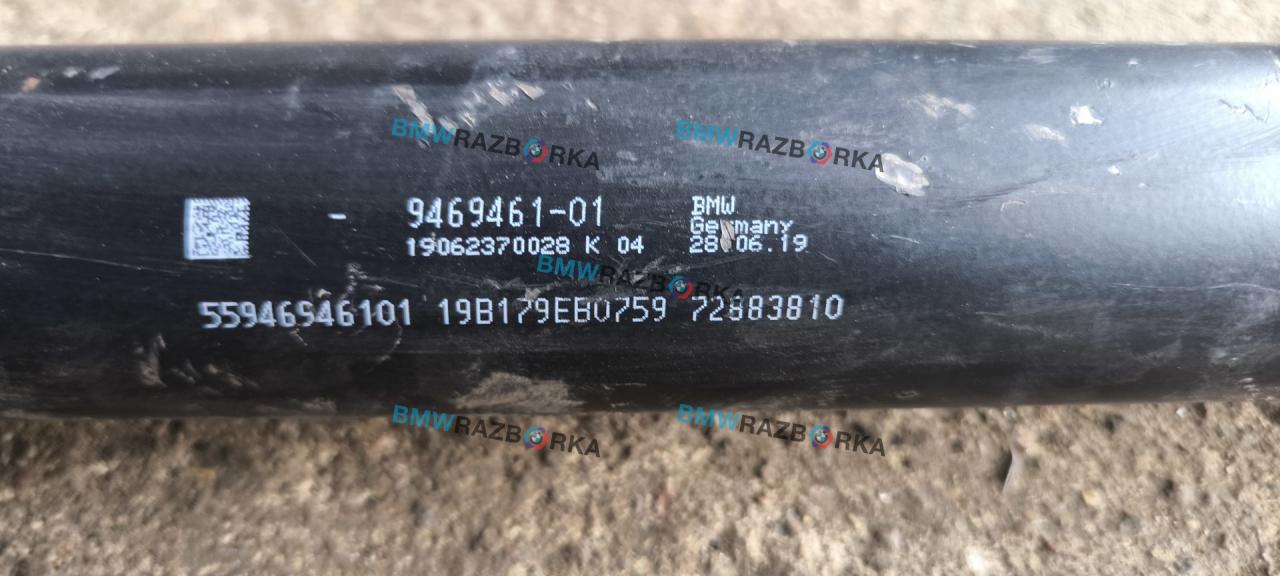 BMWRAZBORKA BMWRAZBORKA
- 9469461-01 BMW
Germany
19062370028 K 04 28.06.19
BMWRAZBORKA
55946946101 19B179EB0759 72883810
BMWRAZBORKA BMWRAZBORKA